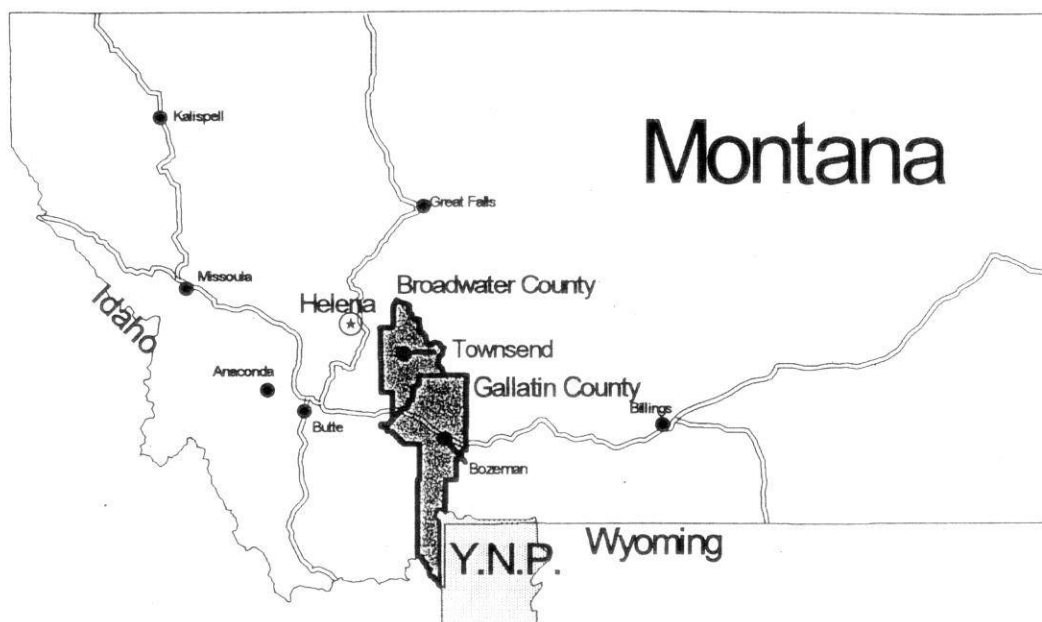 Kalispell
Montana
Great Falls
Missoula
Idaho
Helena
Broadwater County
Townsend
Anaconda
Gallatin County
Billings
Butte
Bozeman
Y.N.P.
Wyoming